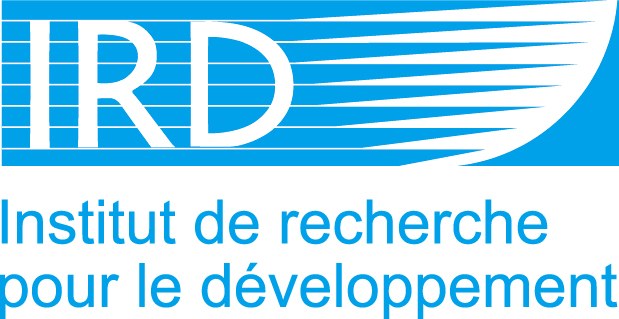 IRD
Institut de recherche
pour le développement